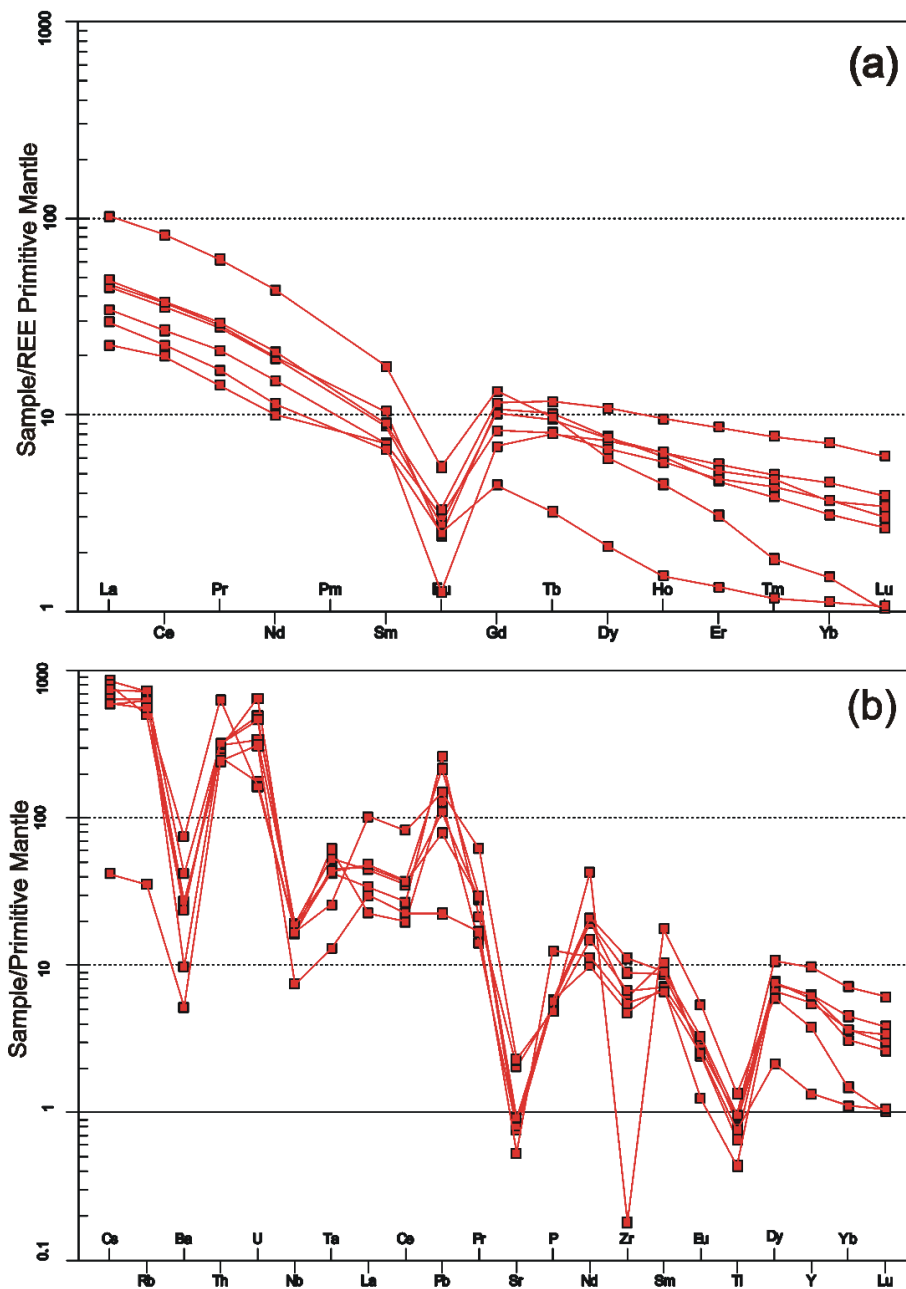 (a)
Sample/REE Primitive Mantle
1000
100
10
1
La Pr Pm Eu Tb Ho Tm Lu
Ce Nd Sm Gd Dy Er Yb
(b)
Sample/Primitive Mantle
1000
100
10
1
0.1
Cs Ba U Ta Ce Pr P Zr Eu Dy Yb
Rb Th Nb La Pb Sr Nd Sm Ti Y Lu